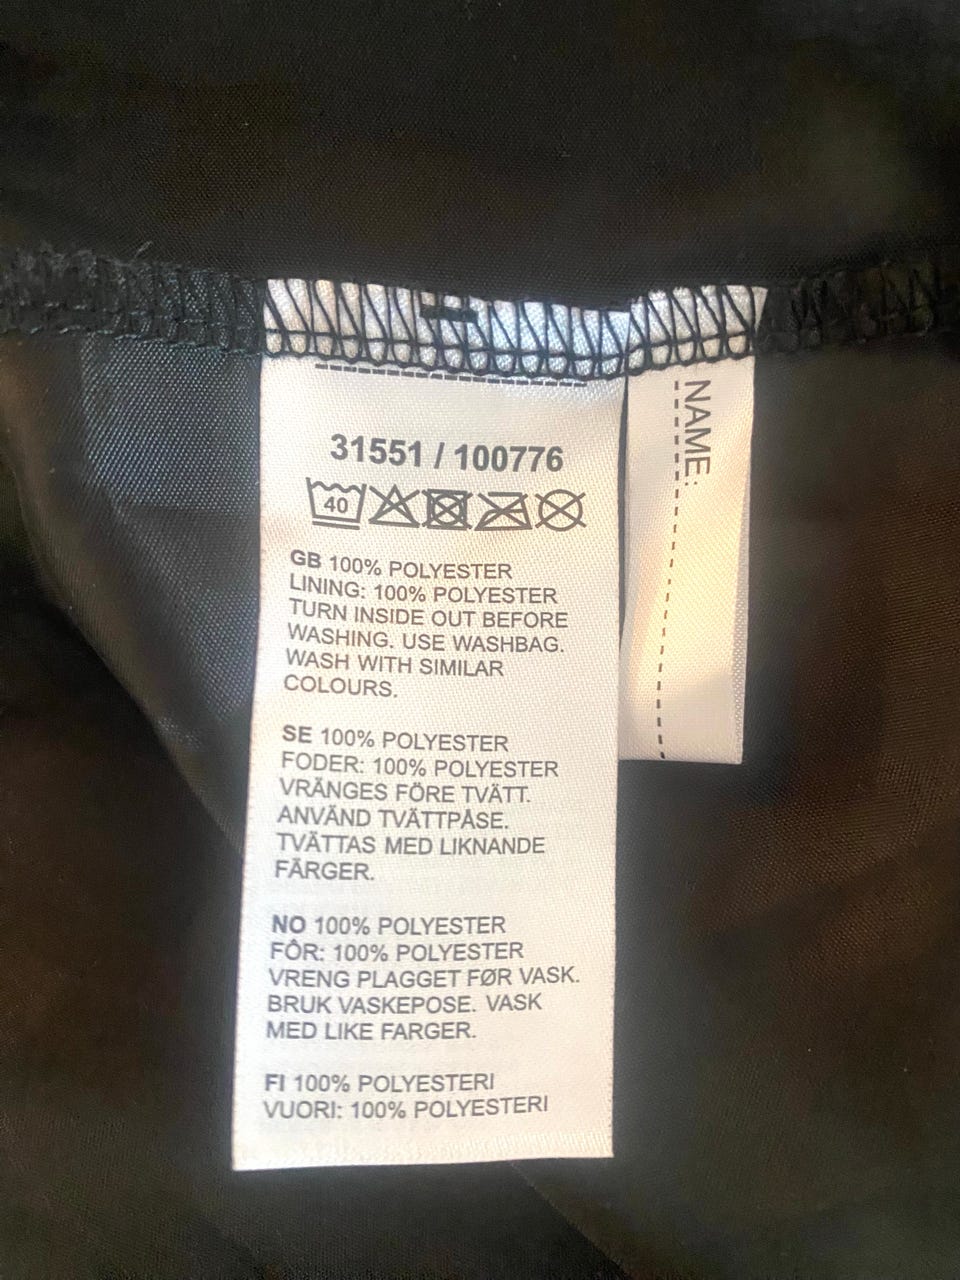 31551 / 100776
40
GB 100% POLYESTER
LINING: 100% POLYESTER
TURN INSIDE OUT BEFORE
WASHING. USE WASHBAG.
WASH WITH SIMILAR
COLOURS.
SE 100% POLYESTER
FODER: 100% POLYESTER
VRÄNGES FÖRE TVÄTT.
ANVÄND TVÄTTPÅSE.
TVÄTTAS MED LIKNANDE
FÄRGER.
NO 100% POLYESTER
FÔR: 100% POLYESTER
VRENG PLAGGET FØR VASK.
BRUK VASKEPOSE. VASK
MED LIKE FARGER.
FI 100% POLYESTERI
VUORI: 100% POLYESTERI
NAME: